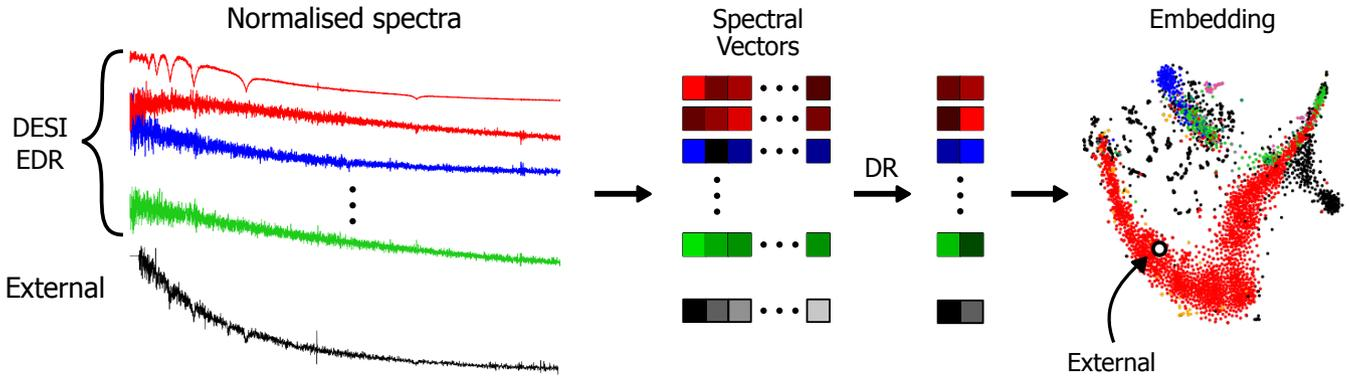 Normalised spectra
Spectral
Vectors
Embedding
DESI
EDR
DR
External
External